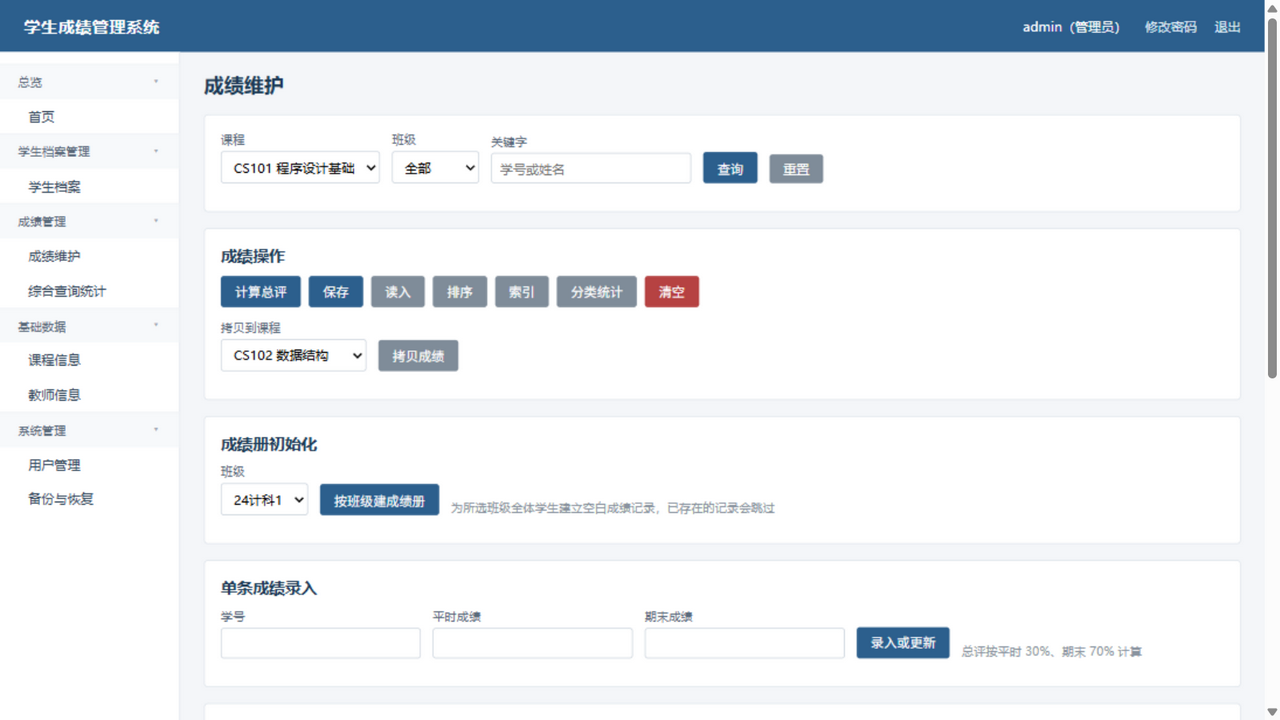 学生成绩管理系统
admin（管理员） 修改密码 退出
总览
首页
学生档案管理
学生档案
成绩管理
成绩维护
综合查询统计
基础数据
课程信息
教师信息
系统管理
用户管理
备份与恢复
成绩维护
课程 班级 关键字
CS101 程序设计基础 全部 学号或姓名 查询 重置
成绩操作
计算总评 保存 读入 排序 索引 分类统计 清空
拷贝到课程
CS102 数据结构 拷贝成绩
成绩册初始化
班级
24计科1 按班级建成绩册 为所选班级全体学生建立空白成绩记录，已存在的记录会跳过
单条成绩录入
学号 平时成绩 期末成绩
录入或更新 总评按平时 30%、期末 70% 计算